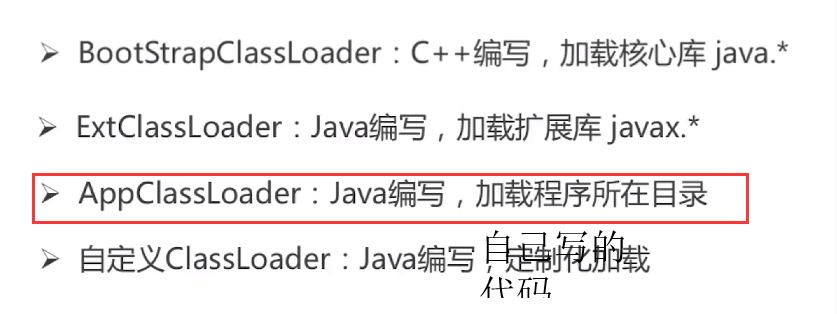 BootStrapClassLoader：C++编写，加载核心库 java.*
ExtClassLoader：Java编写，加载扩展库 javax.*
AppClassLoader：Java编写，加载程序所在目录
自定义ClassLoader：Java编写，定制化加载
自己写的
代码